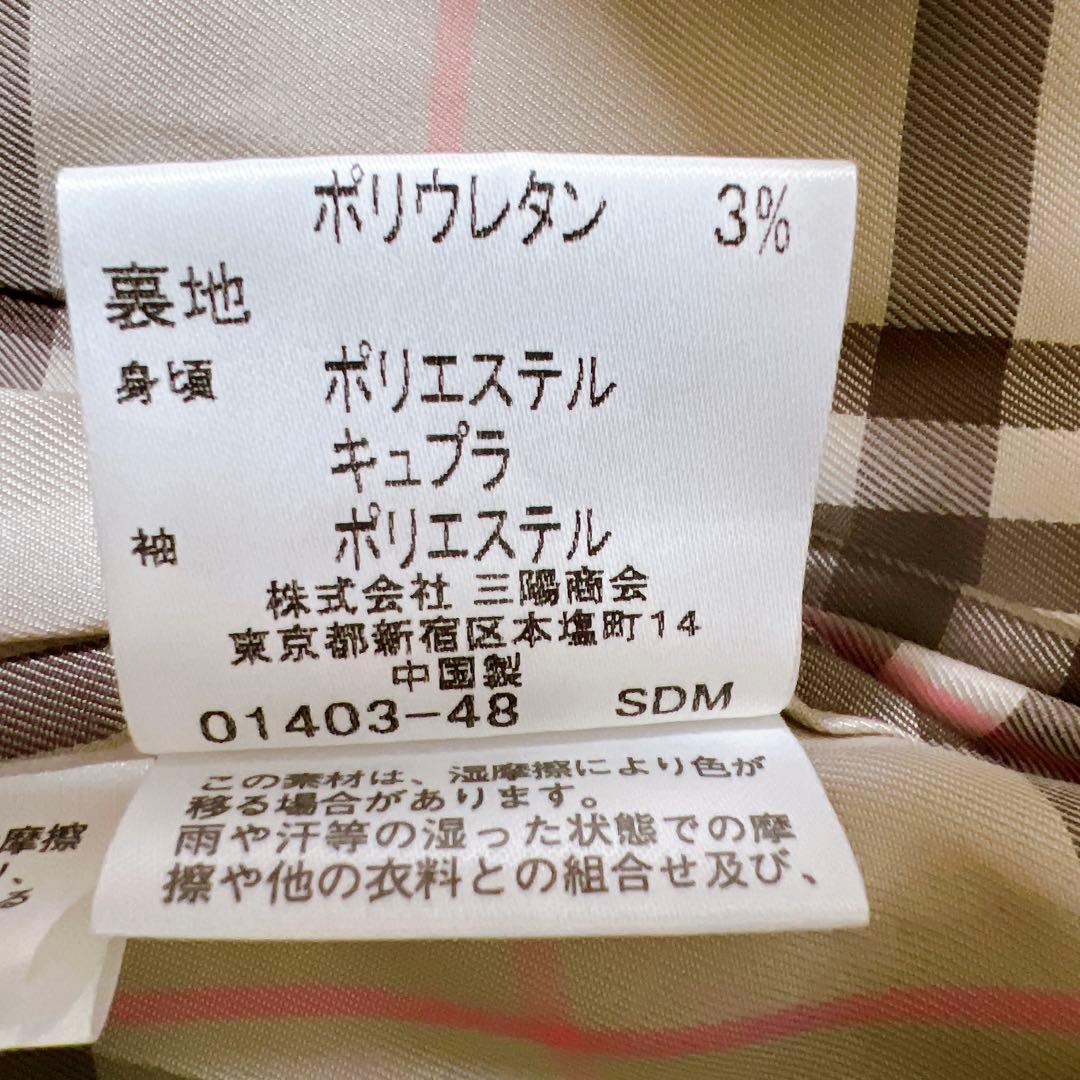 ポリウレタン 3%
裏地
身頃 ポリエステル
キュプラ
袖 ポリエステル
株式会社 三陽商会
東京都新宿区本塩町14
中国製
01403-48 SDM
この素材は、湿摩擦により色が
移る場合があります。
雨や汗等の湿った状態での摩
擦や他の衣料との組合せ及び、
摩擦
る